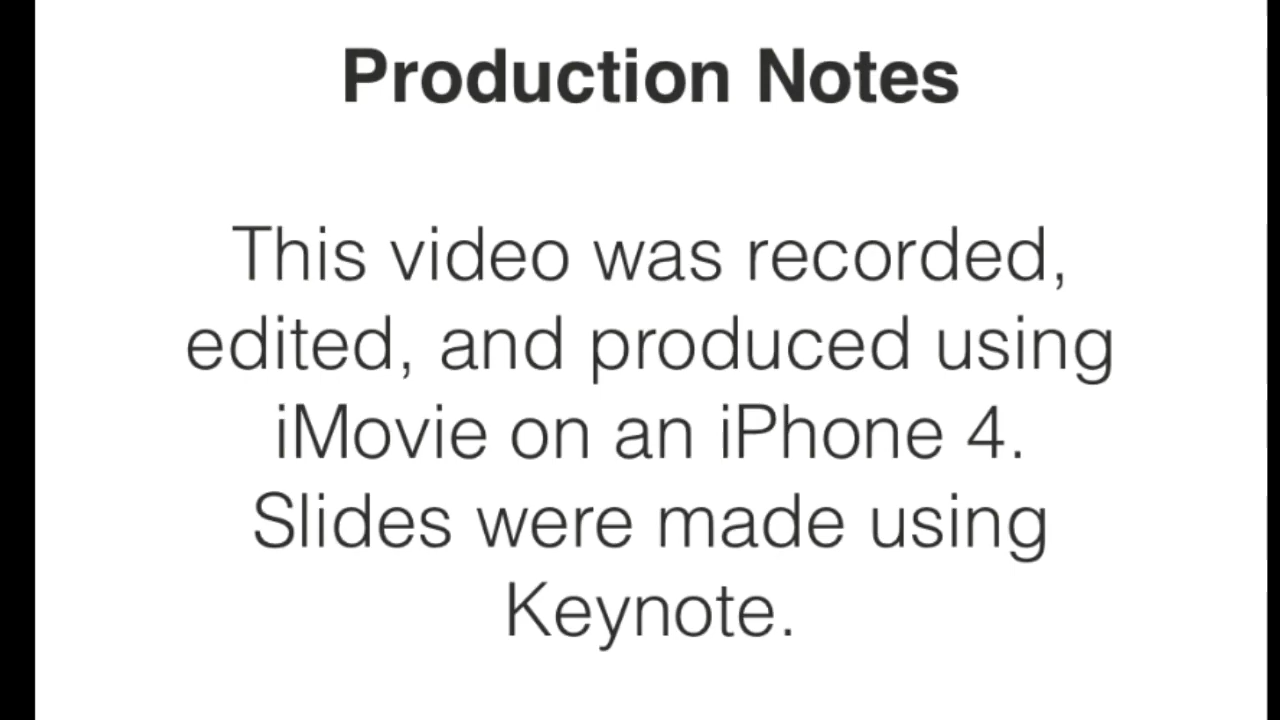 Production Notes
This video was recorded,
edited, and produced using
iMovie on an iPhone 4.
Slides were made using
Keynote.